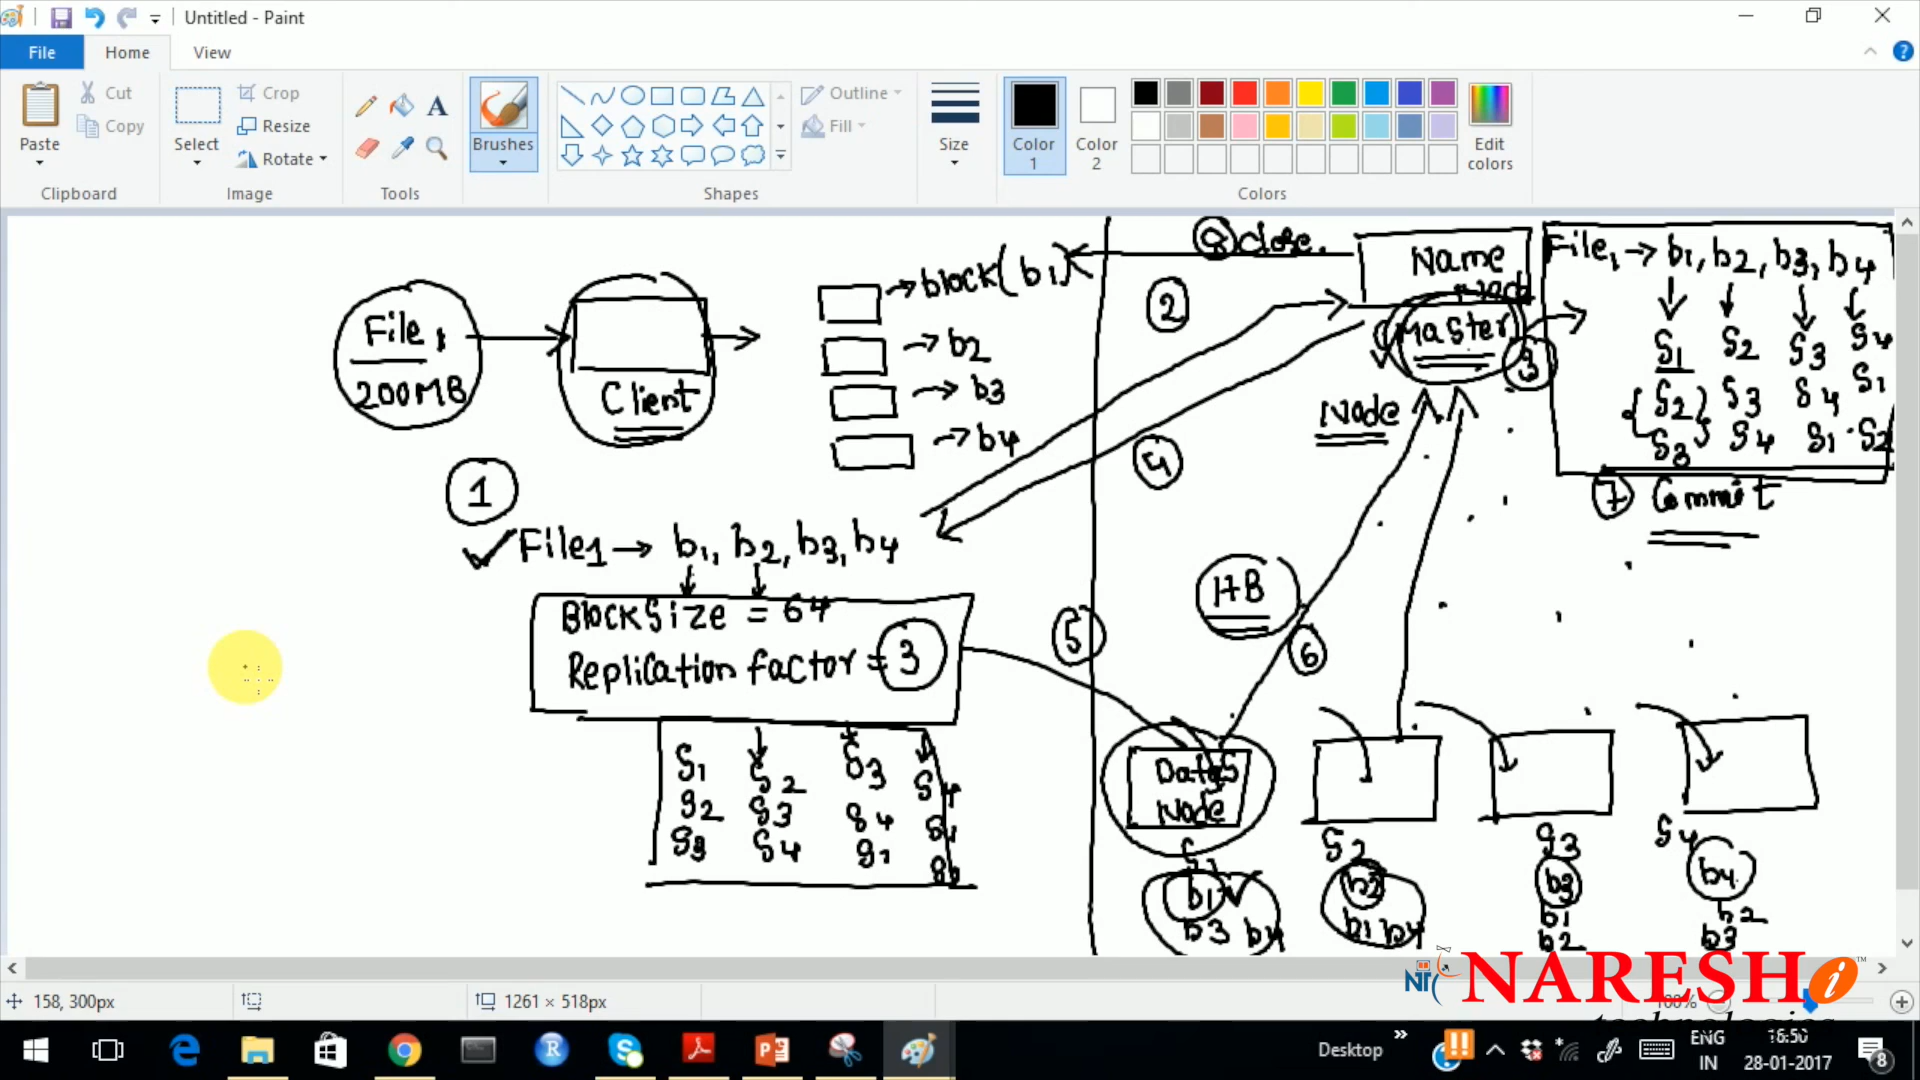 Untitled - Paint
File Home View
Paste
Cut
Copy
Clipboard
Select
Crop
Resize
Rotate
Image
Tools
Brushes
Shapes
Outline
Fill
Size
Color 1
Color 2
Edit colors
Colors
File1
200MB
Client
block(b1)
b2
b3
b4
8 close.
Name
Node
Master
2
3
4
File1 → b1, b2, b3, b4
S1 S2 S3 S4
S2 S3 S4 S1
S3 S4 S1 S2
7 Commit
1
File1 → b1, b2, b3, b4
BlockSize = 64
Replication factor = 3
S1 S2 S3 S4
S2 S3 S4 S1
S3 S4 S1
5
HB
6
Data
Node
S1
b1
b3 b4
S2
b2
b1 b4
S3
b3
b1
b2
S4
b4
b2
b3
158, 300px
1261 × 518px
100%
NARESH i
technologies
Desktop
ENG
IN
16:50
28-01-2017
8